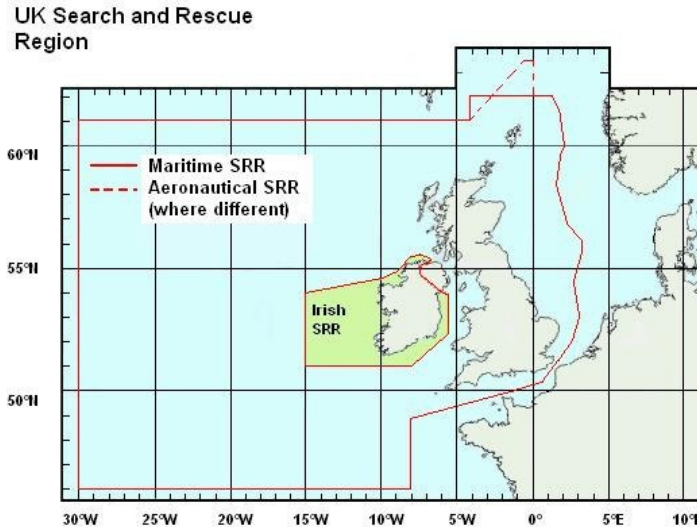 UK Search and Rescue
Region
60°N
Maritime SRR
Aeronautical SRR
(where different)
55°N
Irish
SRR
50°N
30°W 25°W 20°W 15°W 10°W 5°W 0° 5°E 10°E